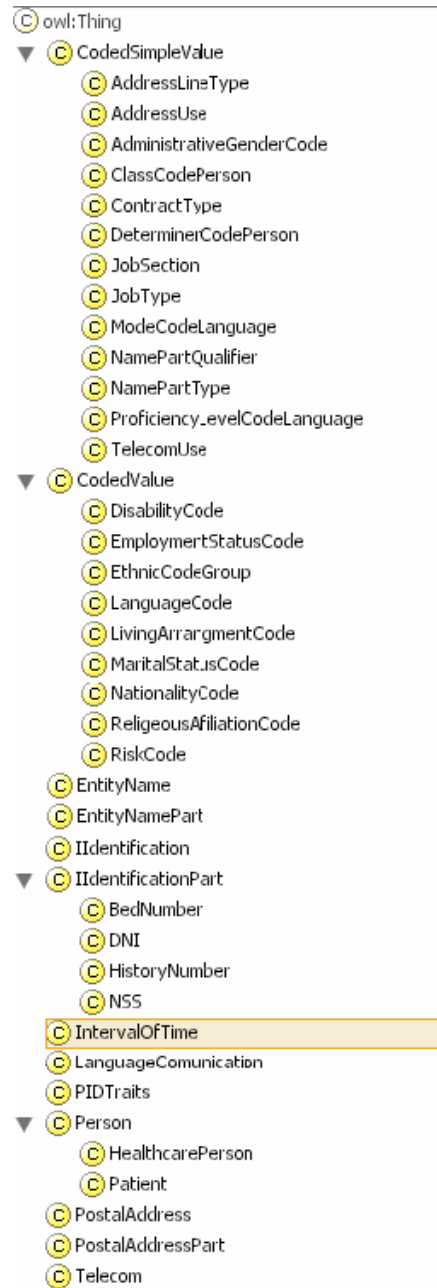 owl:Thing
CodedSimpleValue
AddressLineType
AddressUse
AdministrativeGenderCode
ClassCodePerson
ContractType
DeterminerCodePerson
JobSection
JobType
ModeCodeLanguage
NamePartQualifier
NamePartType
ProficiencyLevelCodeLanguage
TelecomUse
CodedValue
DisabilityCode
EmploymentStatusCode
EthnicCodeGroup
LanguageCode
LivingArrangmentCode
MaritalStatusCode
NationalityCode
ReligeousAfiliationCode
RiskCode
EntityName
EntityNamePart
IIdentification
IIdentificationPart
BedNumber
DNI
HistoryNumber
NSS
IntervalOfTime
LanguageComunication
PIDTraits
Person
HealthcarePerson
Patient
PostalAddress
PostalAddressPart
Telecom